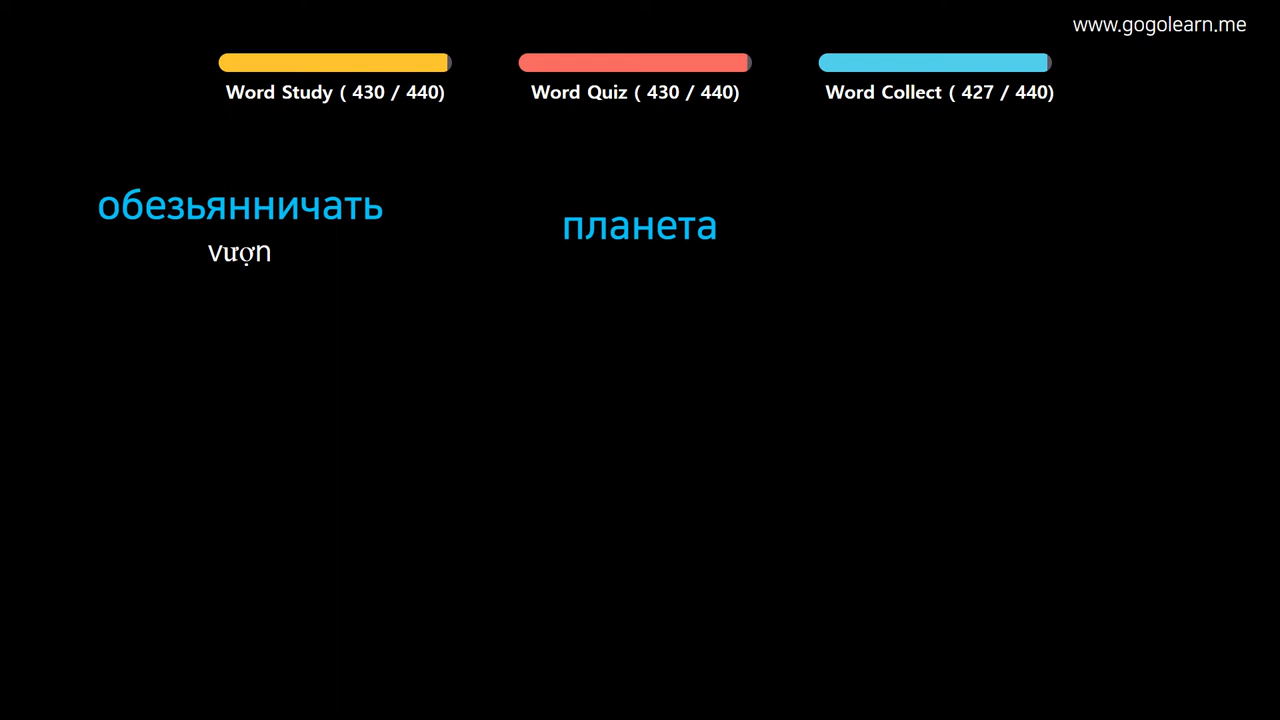 www.gogolearn.me
Word Study ( 430 / 440)
Word Quiz ( 430 / 440)
Word Collect ( 427 / 440)
обезьянничать
vượn
планета